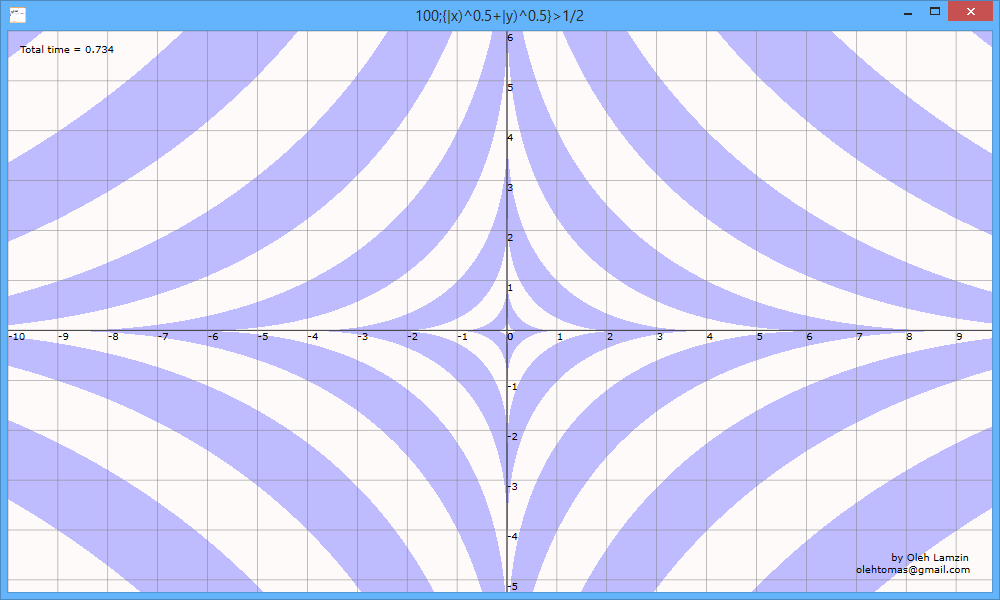 100;{|x)^0.5+|y)^0.5}>1/2
Total time = 0.734
6
5
4
3
2
1
-10 -9 -8 -7 -6 -5 -4 -3 -2 -1 0 1 2 3 4 5 6 7 8 9
-1
-2
-3
-4
-5
by Oleh Lamzin
olehtomas@gmail.com